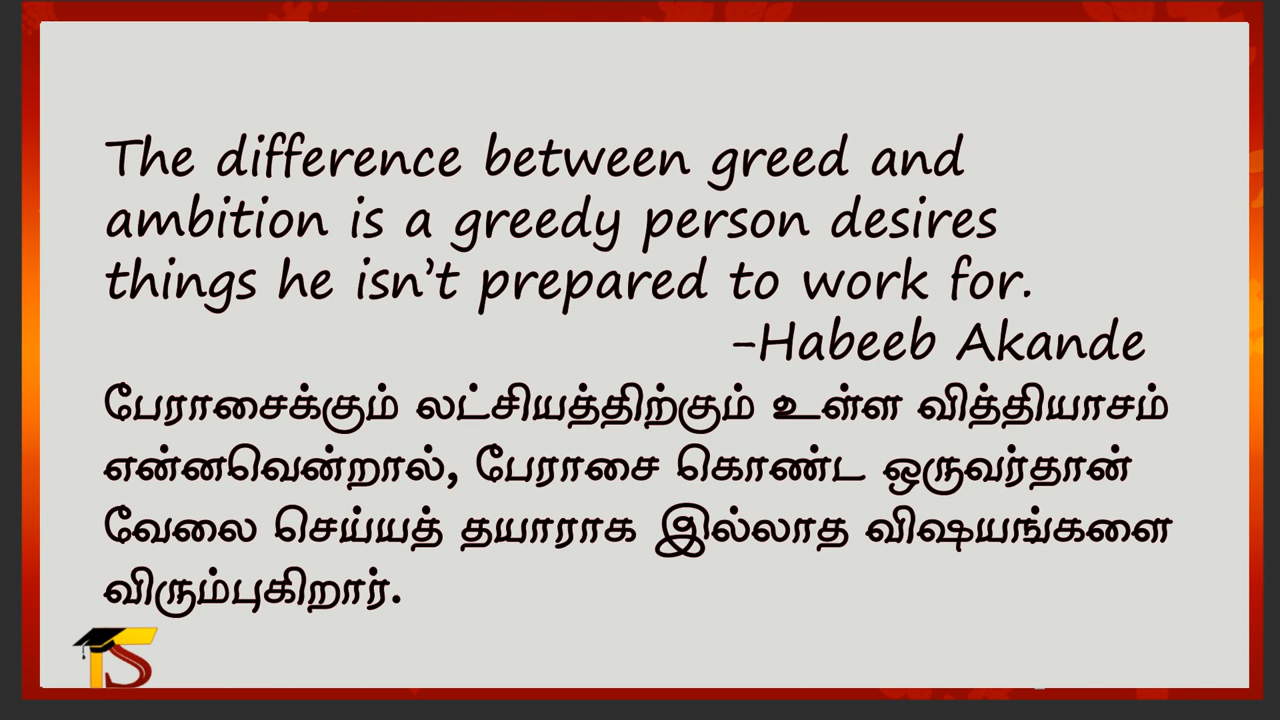 The difference between greed and
ambition is a greedy person desires
things he isn't prepared to work for.
-Habeeb Akande
பேராசைக்கும் லட்சியத்திற்கும் உள்ள வித்தியாசம்
என்னவென்றால், பேராசை கொண்ட ஒருவர்தான்
வேலை செய்யத் தயாராக இல்லாத விஷயங்களை
விரும்புகிறார்.
TS